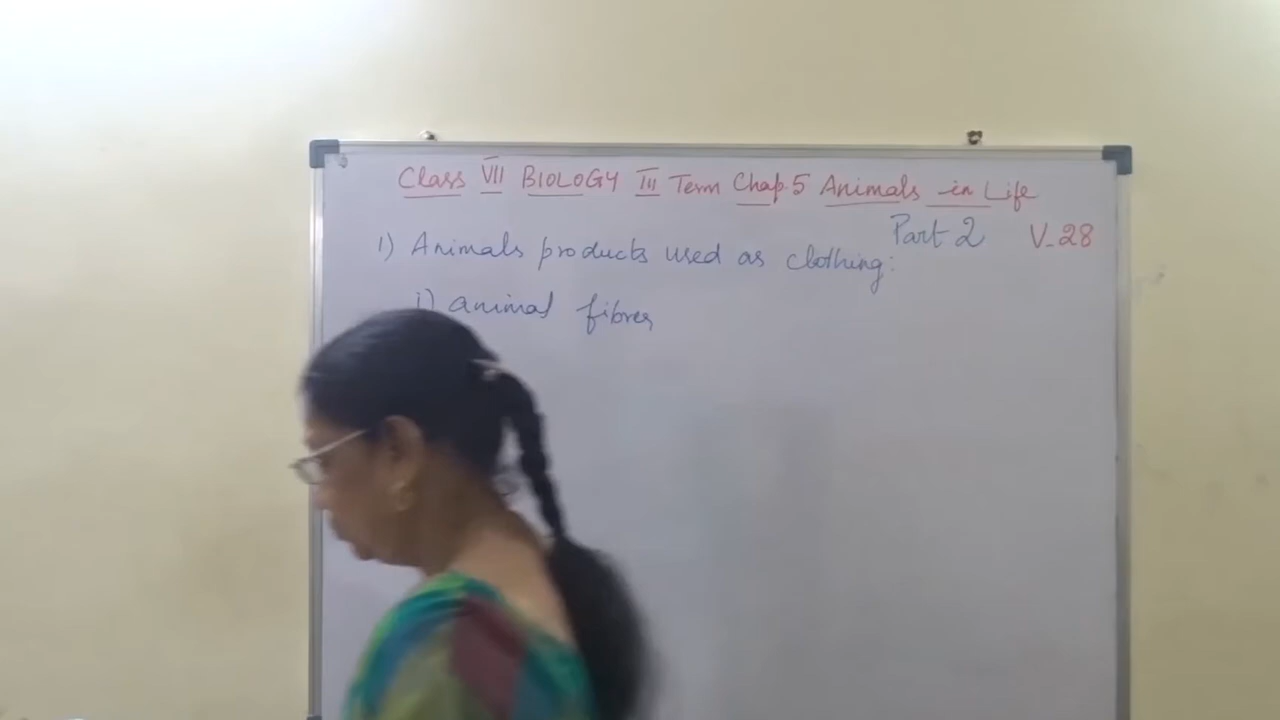 Class VII BIOLOGY III Term Chap.5 Animals in Life
Part 2 V-28
1) Animals products used as clothing:
i) animal fibres